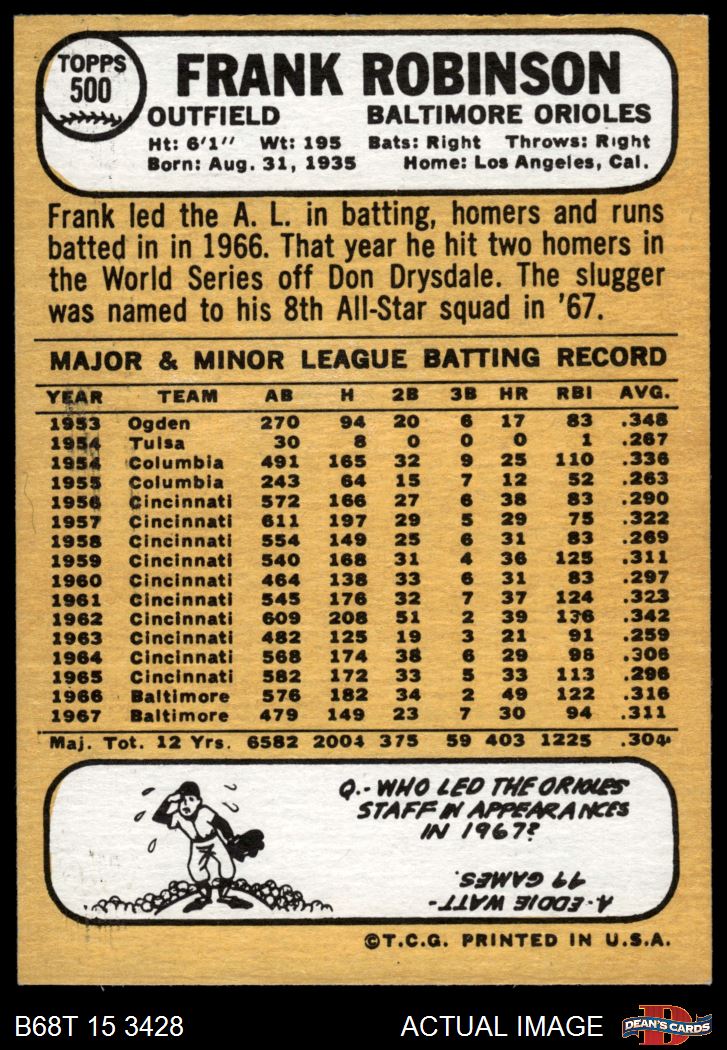 TOPPS
500
FRANK ROBINSON
OUTFIELD BALTIMORE ORIOLES
Ht: 6'1" Wt: 195 Bats: Right Throws: Right
Born: Aug. 31, 1935 Home: Los Angeles, Cal.
Frank led the A. L. in batting, homers and runs
batted in in 1966. That year he hit two homers in
the World Series off Don Drysdale. The slugger
was named to his 8th All-Star squad in '67.
MAJOR & MINOR LEAGUE BATTING RECORD
YEAR TEAM AB H 2B 3B HR RBI AVG.
1953 Ogden 270 94 20 6 17 83 .348
1954 Tulsa 30 8 0 0 0 1 .267
1954 Columbia 491 165 32 9 25 110 .336
1955 Columbia 243 64 15 7 12 52 .263
1956 Cincinnati 572 166 27 6 38 83 .290
1957 Cincinnati 611 197 29 5 29 75 .322
1958 Cincinnati 554 149 25 6 31 83 .269
1959 Cincinnati 540 168 31 4 36 125 .311
1960 Cincinnati 464 138 33 6 31 83 .297
1961 Cincinnati 545 176 32 7 37 124 .323
1962 Cincinnati 609 208 51 2 39 136 .342
1963 Cincinnati 482 125 19 3 21 91 .259
1964 Cincinnati 568 174 38 6 29 96 .306
1965 Cincinnati 582 172 33 5 33 113 .296
1966 Baltimore 576 182 34 2 49 122 .316
1967 Baltimore 479 149 23 7 30 94 .311
Maj. Tot. 12 Yrs. 6582 2004 375 59 403 1225 .304
Q.- WHO LED THE ORIOLES
STAFF IN APPEARANCES
IN 1967?
A- EDDIE WATT-
49 GAMES.
©T.C.G. PRINTED IN U.S.A.
B68T 15 3428 ACTUAL IMAGE
D
DEAN'S CARDS